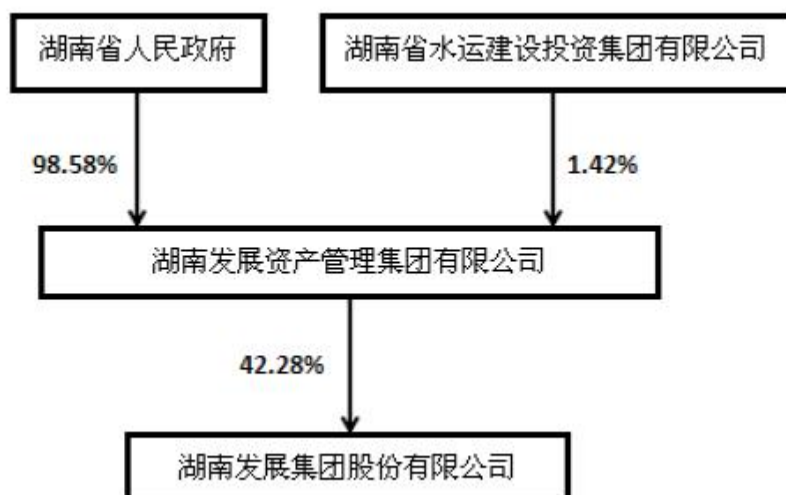 湖南省人民政府
湖南省水运建设投资集团有限公司
98.58%
1.42%
湖南发展资产管理集团有限公司
42.28%
湖南发展集团股份有限公司